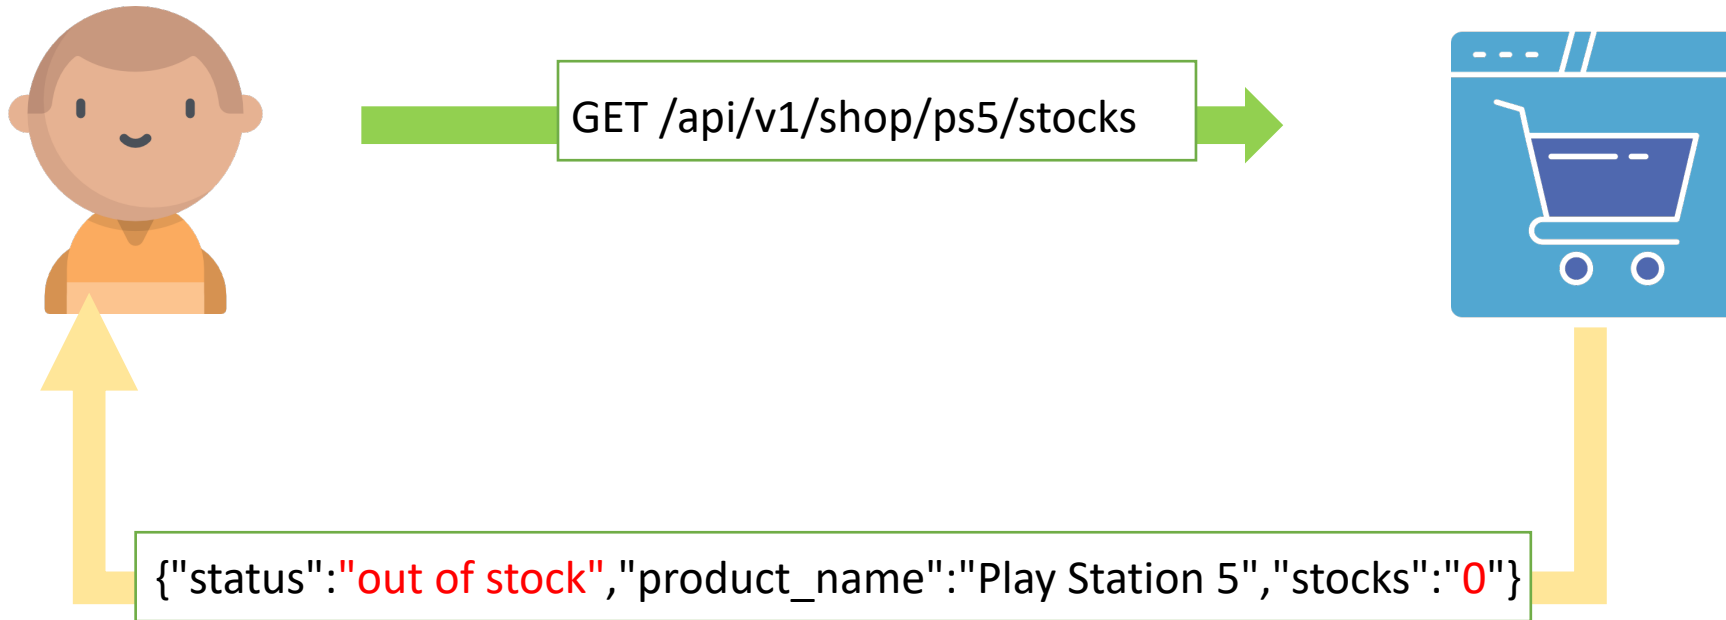 GET /api/v1/shop/ps5/stocks
{"status":"out of stock","product_name":"Play Station 5","stocks":"0"}